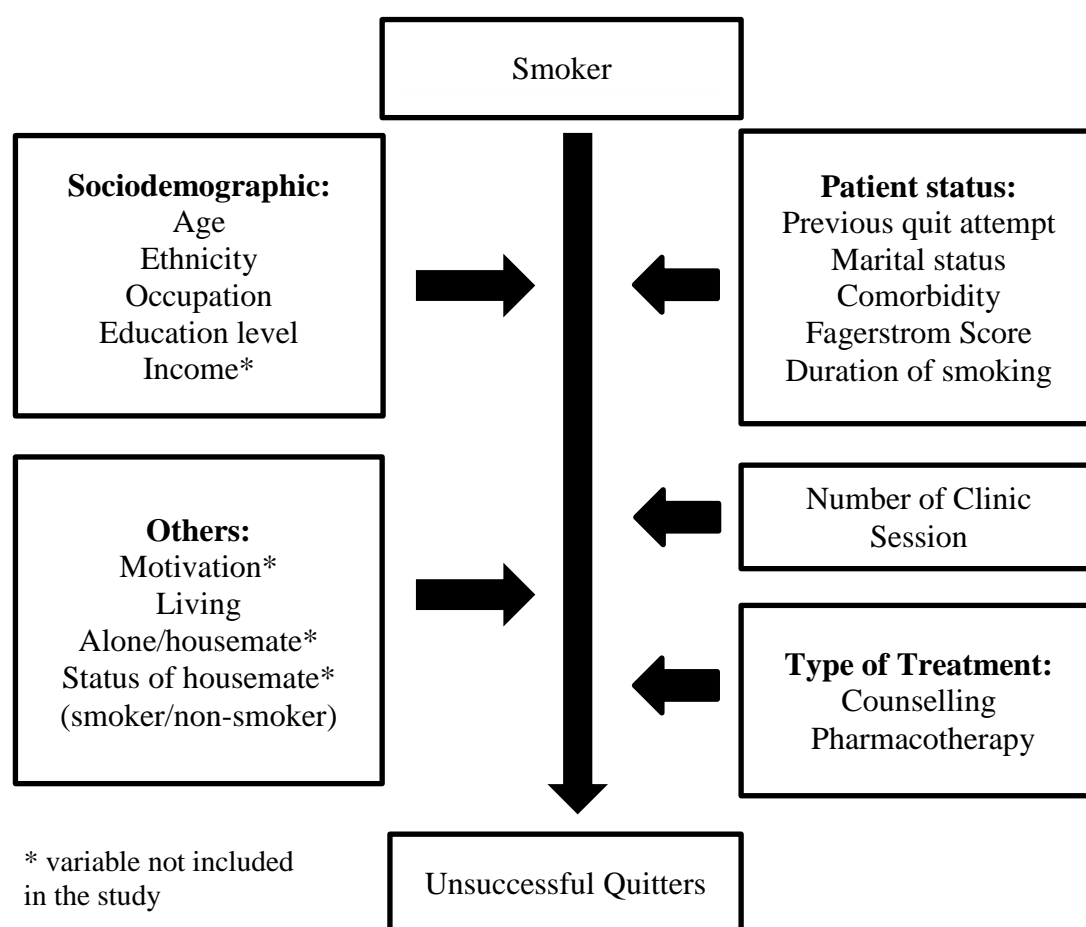 Smoker
Sociodemographic:
Age
Ethnicity
Occupation
Education level
Income*
Patient status:
Previous quit attempt
Marital status
Comorbidity
Fagerstrom Score
Duration of smoking
Others:
Motivation*
Living
Alone/housemate*
Status of housemate*
(smoker/non-smoker)
Number of Clinic
Session
Type of Treatment:
Counselling
Pharmacotherapy
* variable not included
in the study
Unsuccessful Quitters